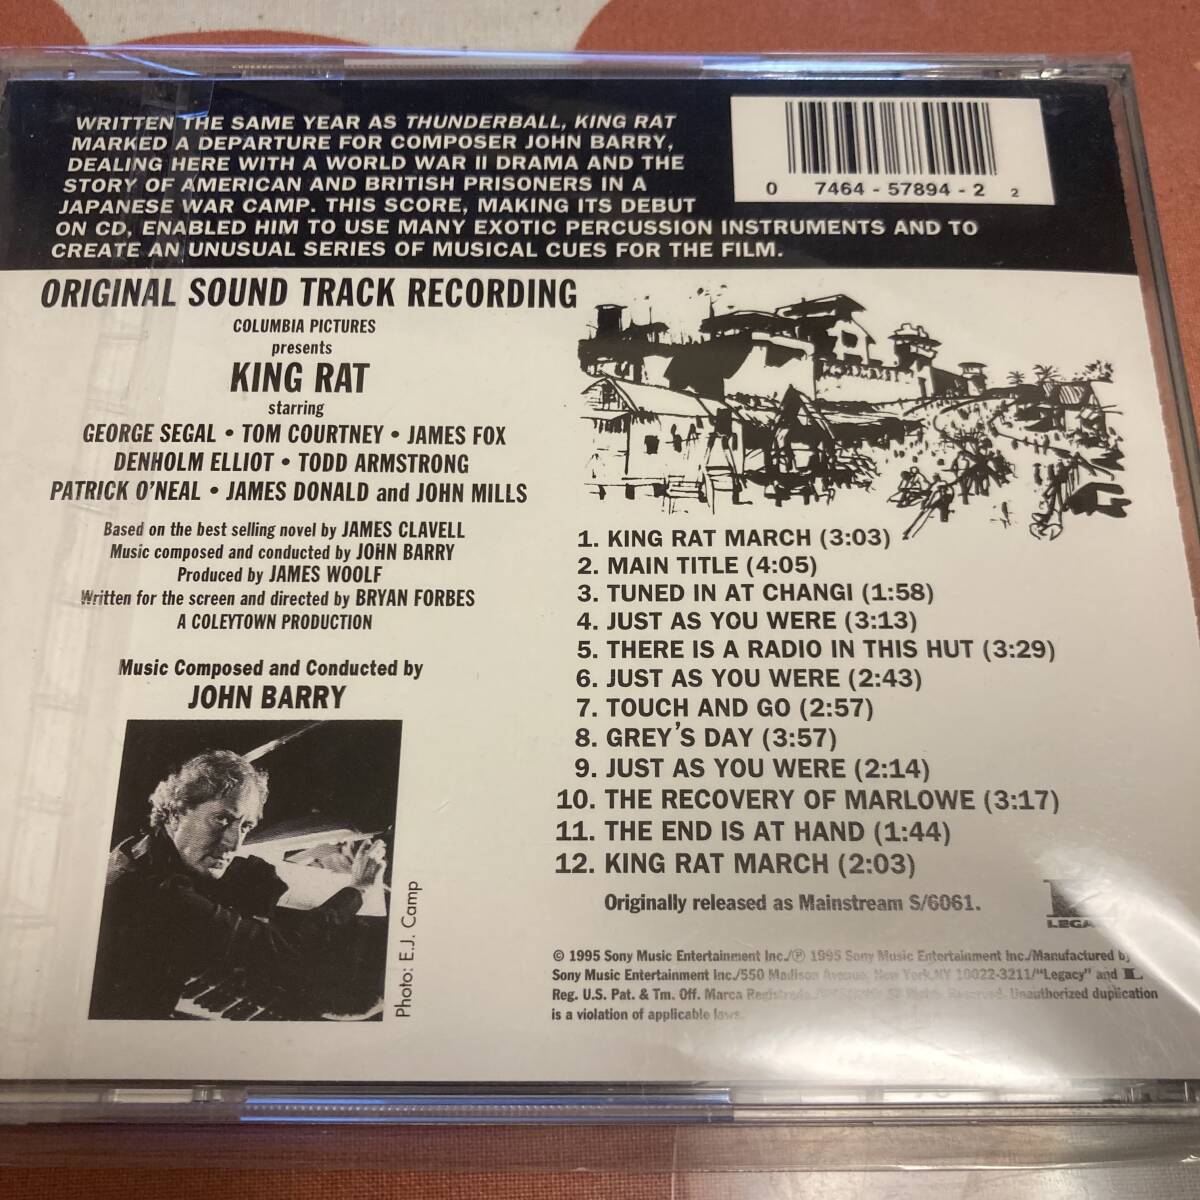 WRITTEN THE SAME YEAR AS THUNDERBALL, KING RAT
MARKED A DEPARTURE FOR COMPOSER JOHN BARRY,
DEALING HERE WITH A WORLD WAR II DRAMA AND THE
STORY OF AMERICAN AND BRITISH PRISONERS IN A
JAPANESE WAR CAMP. THIS SCORE, MAKING ITS DEBUT
ON CD, ENABLED HIM TO USE MANY EXOTIC PERCUSSION INSTRUMENTS AND TO
CREATE AN UNUSUAL SERIES OF MUSICAL CUES FOR THE FILM.
0 7464-57894-2 2
ORIGINAL SOUND TRACK RECORDING
COLUMBIA PICTURES
presents
KING RAT
starring
GEORGE SEGAL • TOM COURTNEY • JAMES FOX
DENHOLM ELLIOT • TODD ARMSTRONG
PATRICK O'NEAL • JAMES DONALD and JOHN MILLS
Based on the best selling novel by JAMES CLAVELL
Music composed and conducted by JOHN BARRY
Produced by JAMES WOOLF
Written for the screen and directed by BRYAN FORBES
A COLEYTOWN PRODUCTION
Music Composed and Conducted by
JOHN BARRY
Photo: E.J. Camp
1. KING RAT MARCH (3:03)
2. MAIN TITLE (4:05)
3. TUNED IN AT CHANGI (1:58)
4. JUST AS YOU WERE (3:13)
5. THERE IS A RADIO IN THIS HUT (3:29)
6. JUST AS YOU WERE (2:43)
7. TOUCH AND GO (2:57)
8. GREY'S DAY (3:57)
9. JUST AS YOU WERE (2:14)
10. THE RECOVERY OF MARLOWE (3:17)
11. THE END IS AT HAND (1:44)
12. KING RAT MARCH (2:03)
Originally released as Mainstream S/6061.
© 1995 Sony Music Entertainment Inc./℗ 1995 Sony Music Entertainment Inc./Manufactured by
Sony Music Entertainment Inc./550 Madison Avenue, New York, NY 10022-3211/"Legacy" and L
Reg. U.S. Pat. & Tm. Off. Marca Registrada. Reserved. Unauthorized duplication
is a violation of applicable laws.